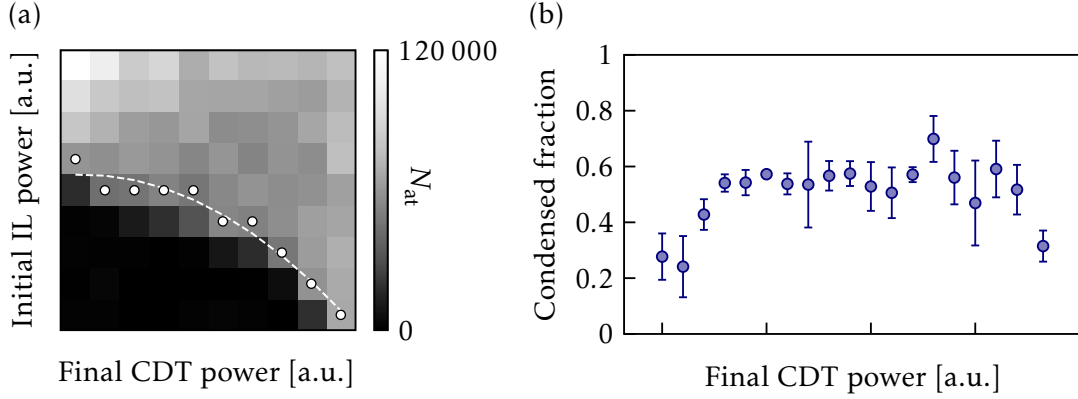 (a)
Initial IL power [a.u.]
Final CDT power [a.u.]
120 000
N_at
0
(b)
Condensed fraction
1
0.8
0.6
0.4
0.2
0
Final CDT power [a.u.]